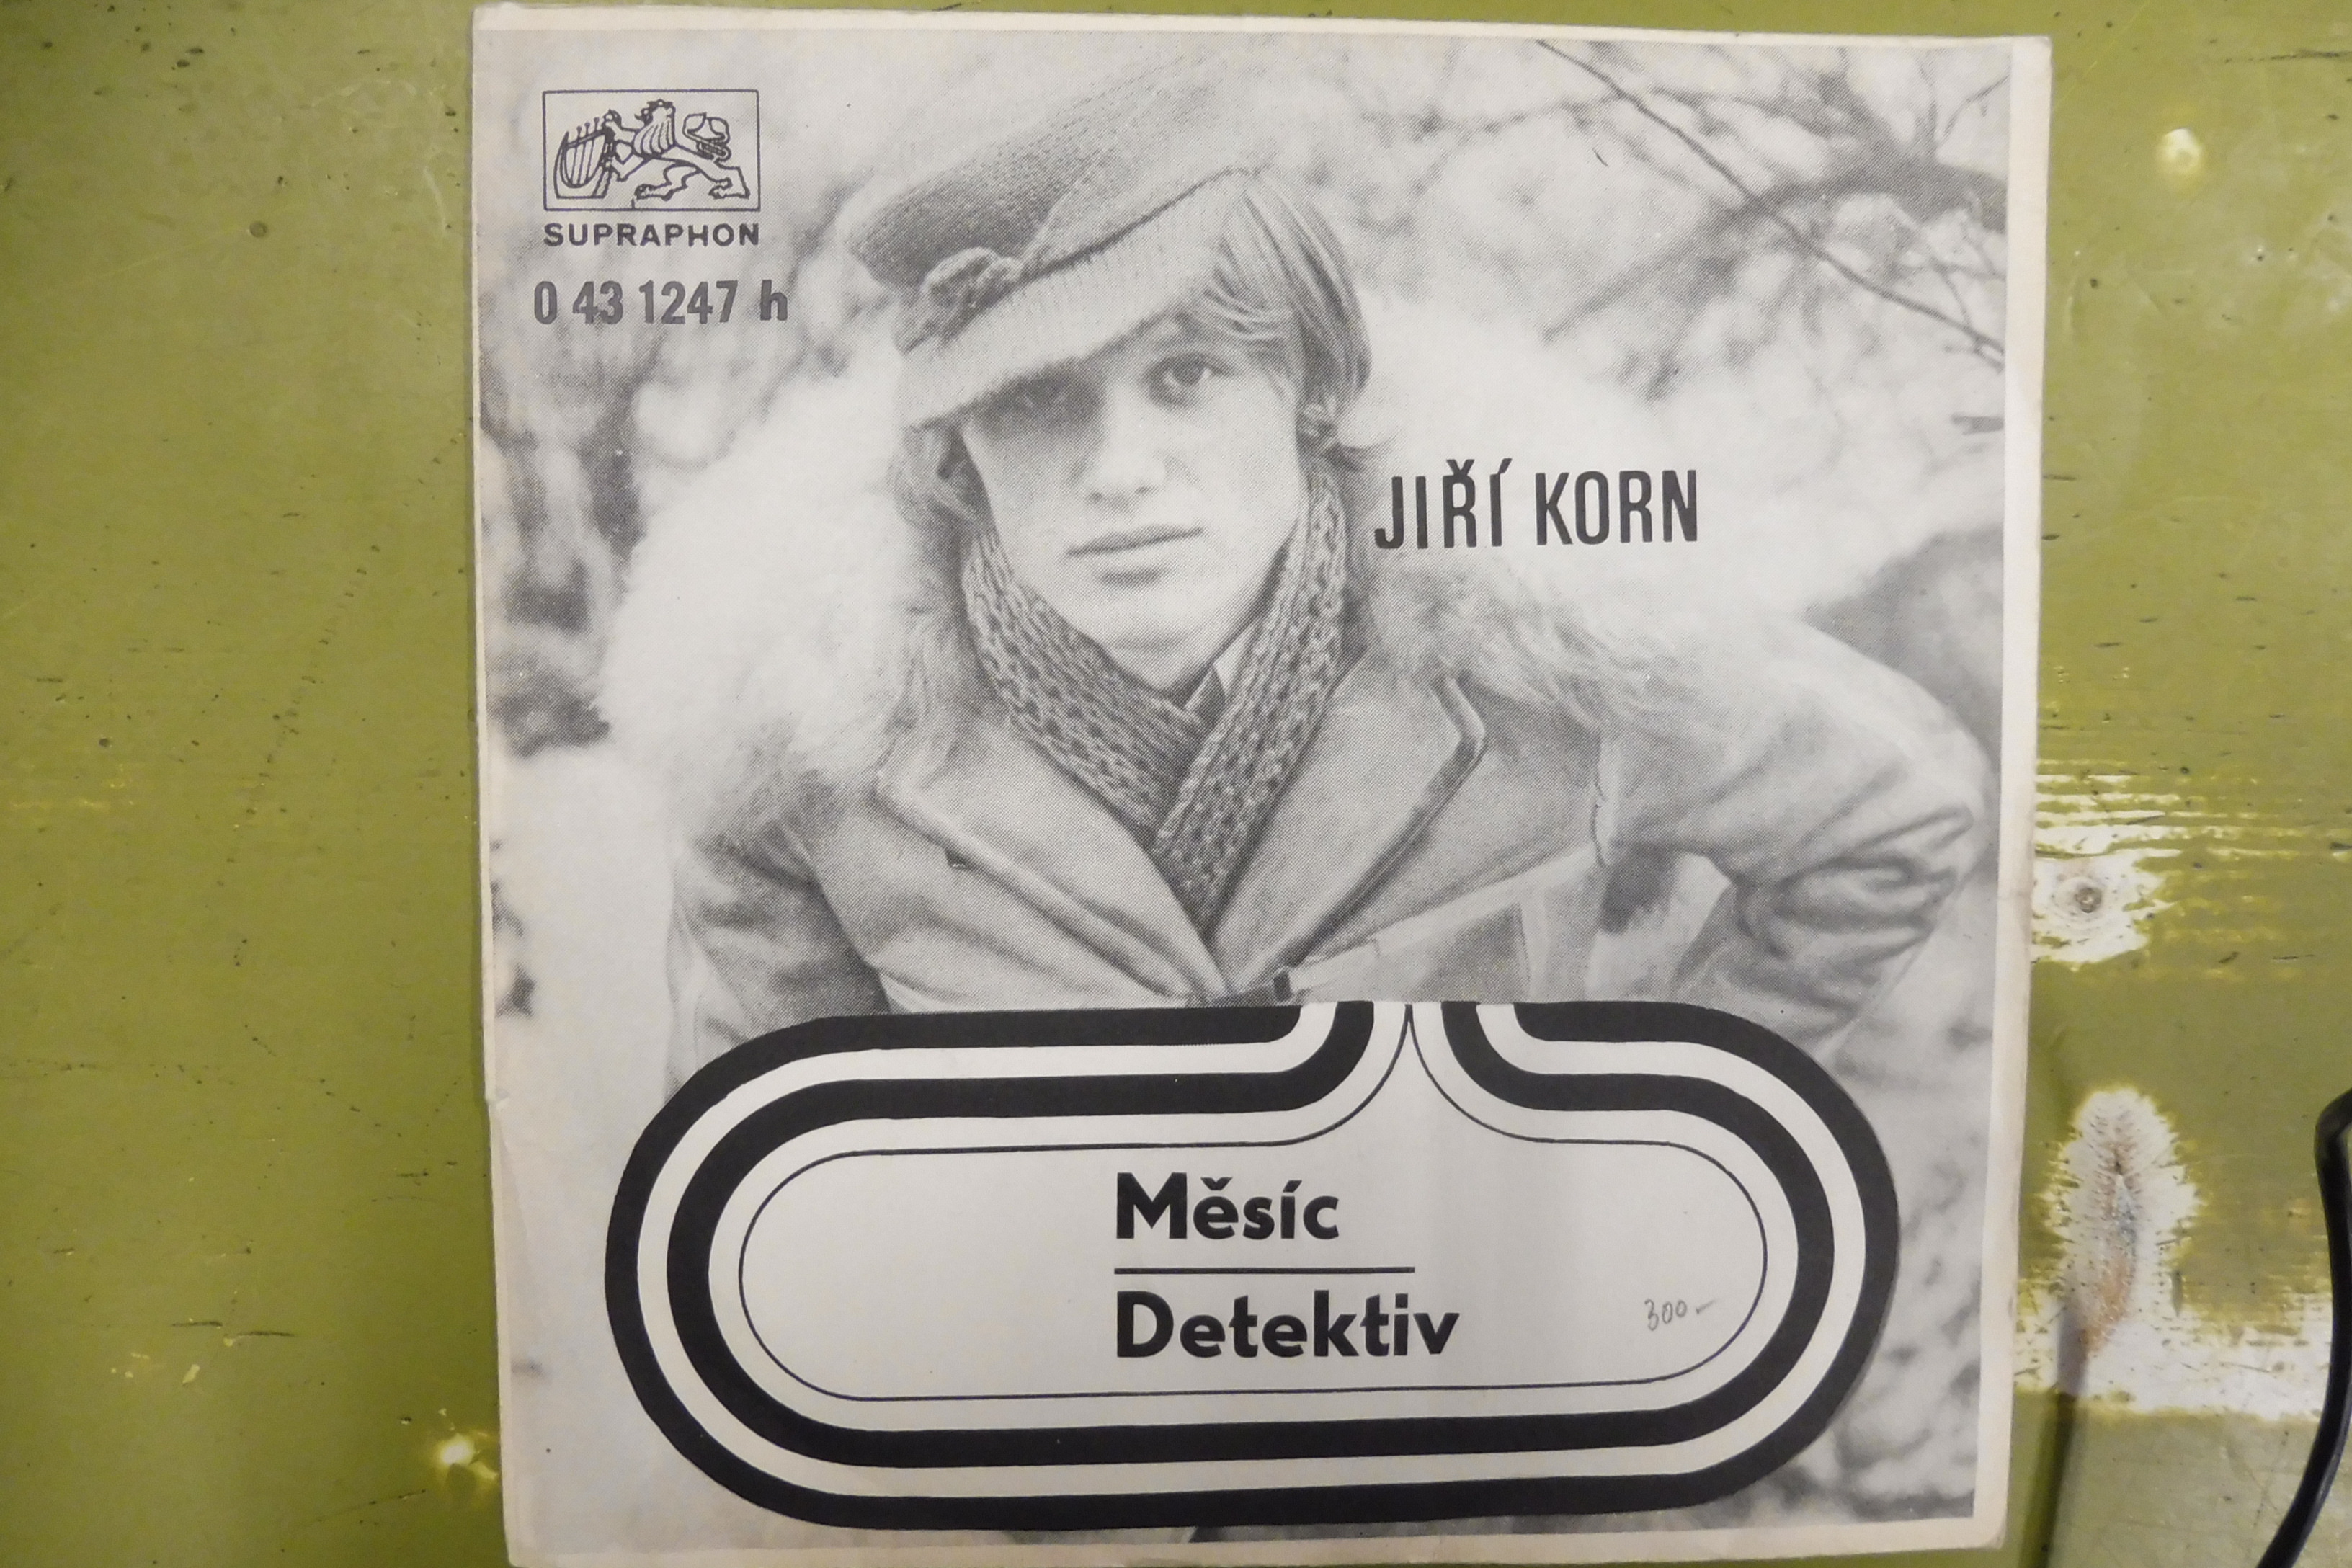 SUPRAPHON
0 43 1247 h
JIŘÍ KORN
Měsíc
Detektiv
300,-